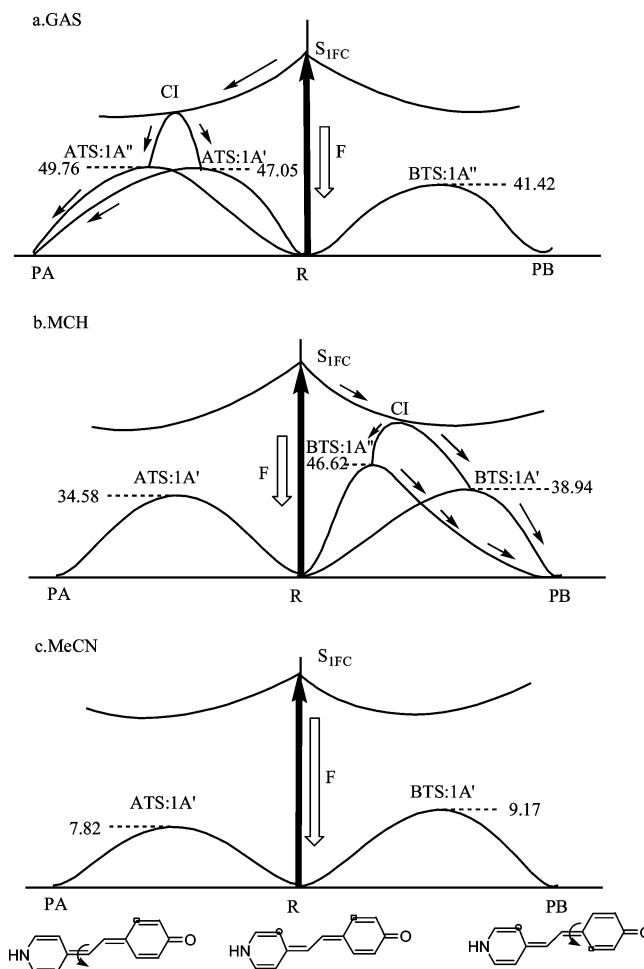 a.GAS
S1FC
CI
ATS:1A''
ATS:1A'
49.76
47.05
F
BTS:1A''
41.42
PA
R
PB
b.MCH
S1FC
CI
BTS:1A''
46.62
ATS:1A'
F
BTS:1A'
34.58
38.94
PA
R
PB
c.MeCN
S1FC
F
ATS:1A'
BTS:1A'
7.82
9.17
PA
R
PB
HN
O
HN
O
HN
O